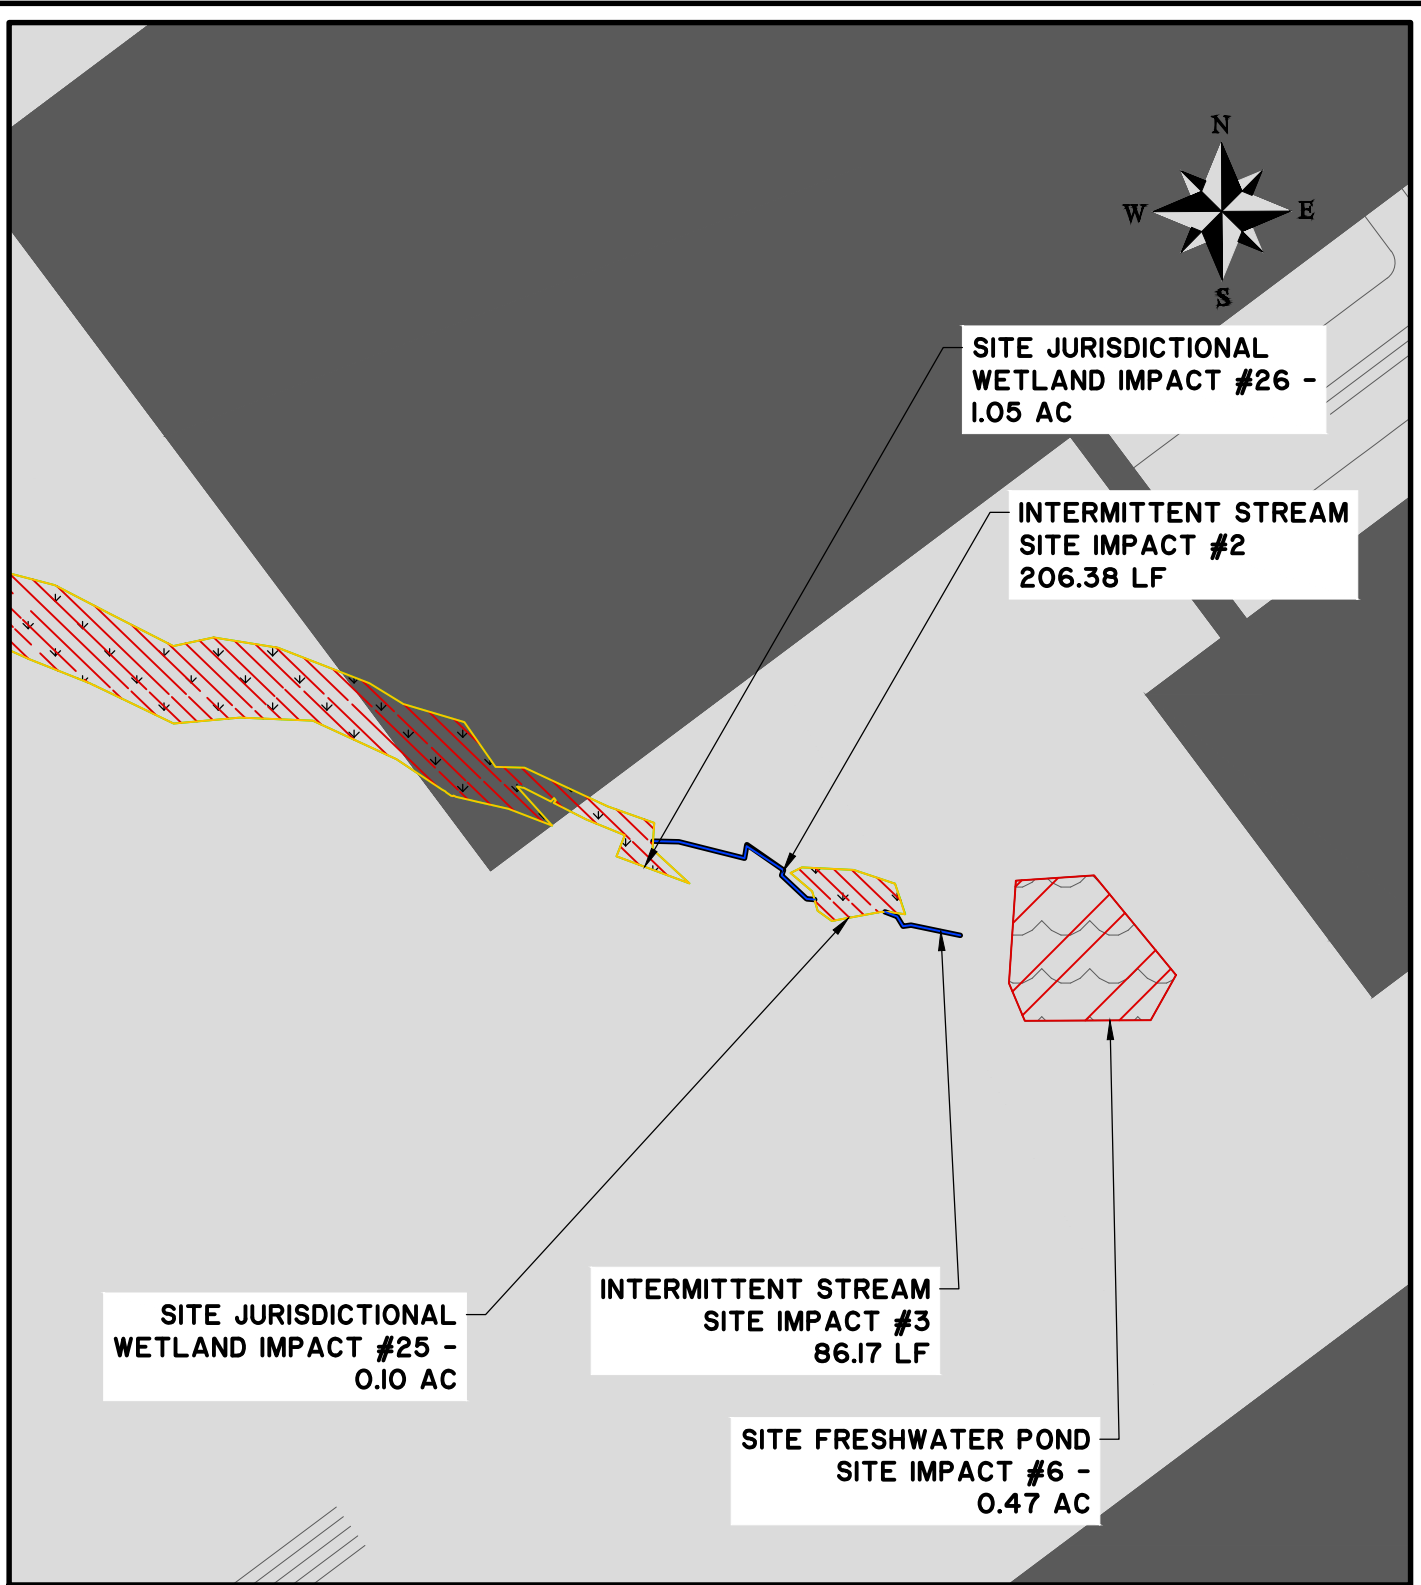 N
W
E
S
SITE JURISDICTIONAL
WETLAND IMPACT #26 -
1.05 AC
INTERMITTENT STREAM
SITE IMPACT #2
206.38 LF
SITE JURISDICTIONAL
WETLAND IMPACT #25 -
0.10 AC
INTERMITTENT STREAM
SITE IMPACT #3
86.17 LF
SITE FRESHWATER POND
SITE IMPACT #6 -
0.47 AC